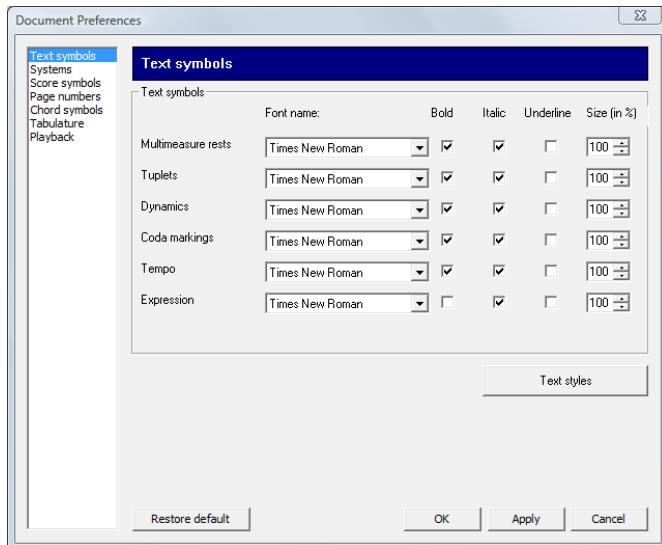 Document Preferences
Text symbols
Systems
Score symbols
Page numbers
Chord symbols
Tabulature
Playback
Text symbols
Text symbols
Font name: Bold Italic Underline Size (in %)
Multimeasure rests Times New Roman 100
Tuplets Times New Roman 100
Dynamics Times New Roman 100
Coda markings Times New Roman 100
Tempo Times New Roman 100
Expression Times New Roman 100
Text styles
Restore default OK Apply Cancel